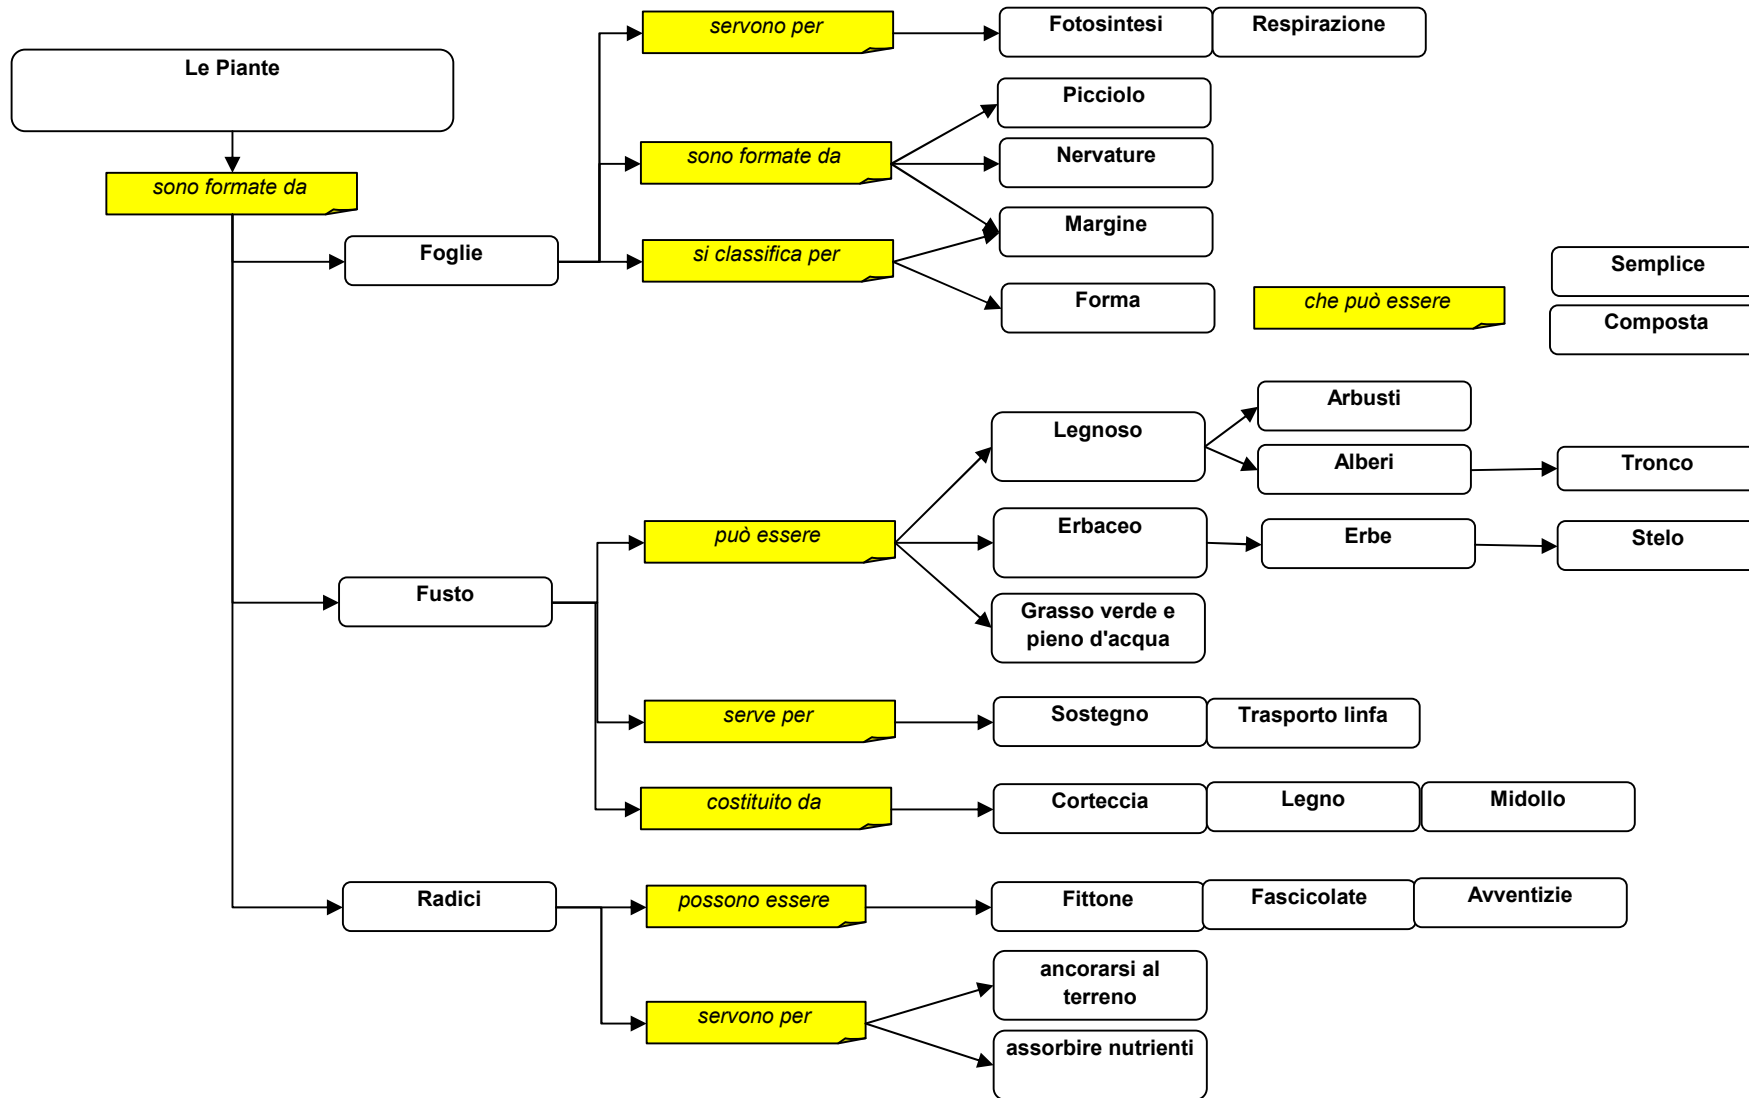 Le Piante
sono formate da
Foglie
servono per
Fotosintesi
Respirazione
sono formate da
Picciolo
Nervature
Margine
si classifica per
Forma
che può essere
Semplice
Composta
Fusto
può essere
Legnoso
Arbusti
Alberi
Tronco
Erbaceo
Erbe
Stelo
Grasso verde e
pieno d'acqua
serve per
Sostegno
Trasporto linfa
costituito da
Corteccia
Legno
Midollo
Radici
possono essere
Fittone
Fascicolate
Avventizie
servono per
ancorarsi al
terreno
assorbire nutrienti